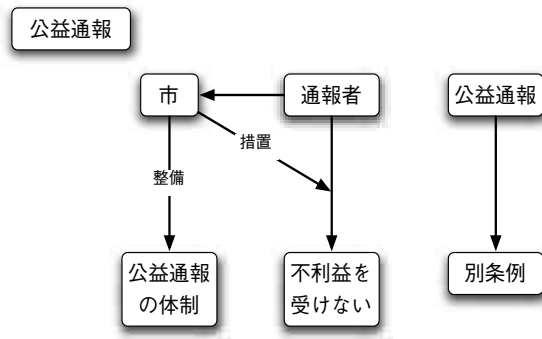 公益通報
市
通報者
公益通報
措置
整備
公益通報
の体制
不利益を
受けない
別条例